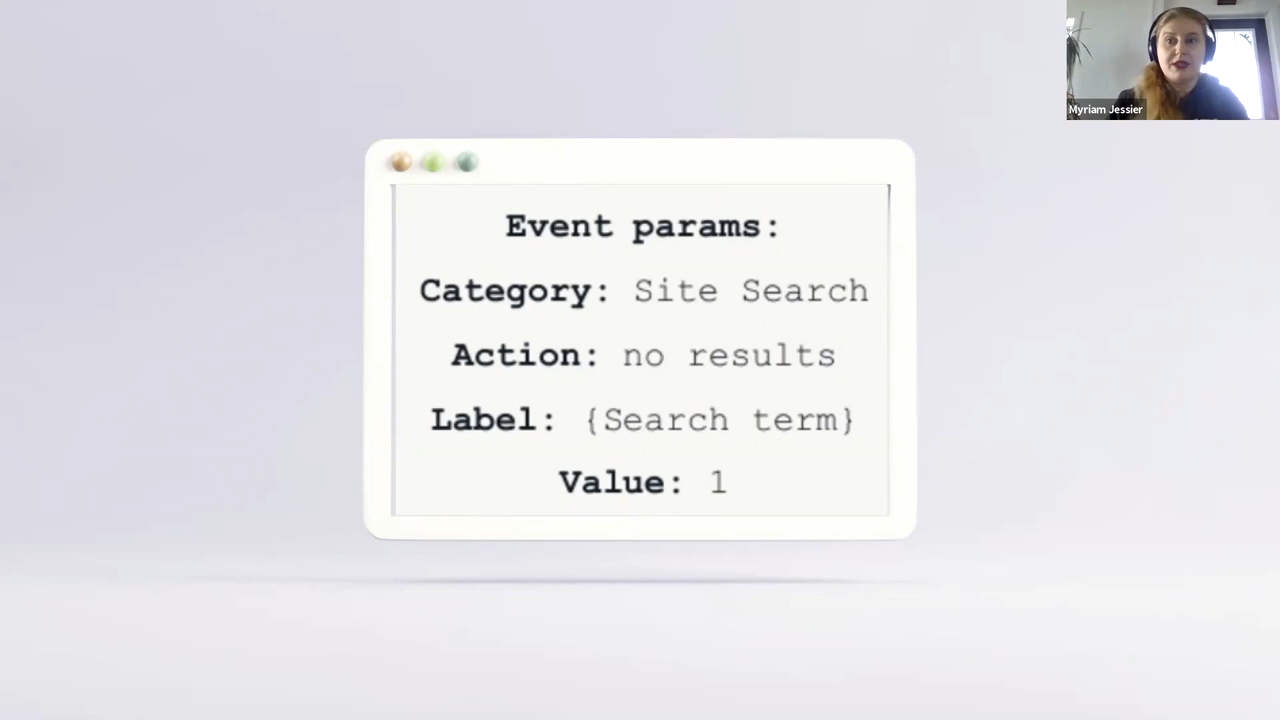 Myriam Jessier
Event params:
Category: Site Search
Action: no results
Label: {Search term}
Value: 1